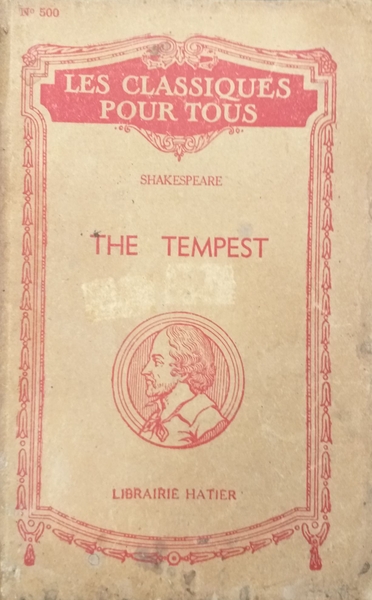 N° 500
LES CLASSIQUES
POUR TOUS
SHAKESPEARE
THE TEMPEST
LIBRAIRIE HATIER